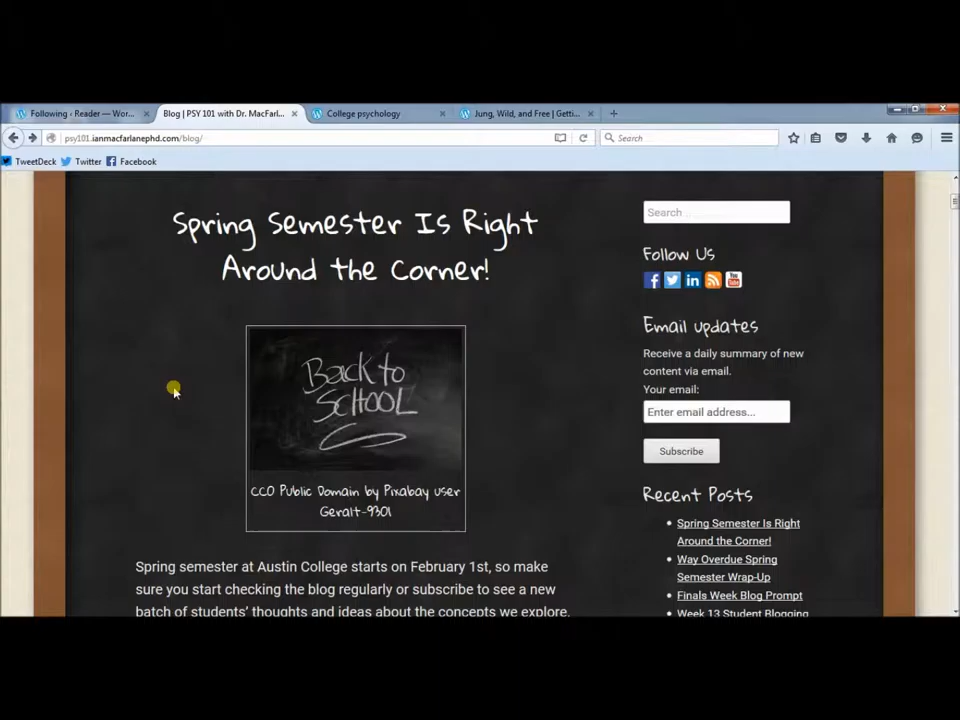 Following › Reader — Wor...
Blog | PSY 101 with Dr. MacFarl...
College psychology
Jung, Wild, and Free | Getti...
psy101.ianmacfarlanephd.com/blog/
Search
TweetDeck
Twitter
Facebook
Spring Semester Is Right
Around the Corner!
Back to
SCHOOL
CC0 Public Domain by Pixabay user
Geralt-9301
Spring semester at Austin College starts on February 1st, so make
sure you start checking the blog regularly or subscribe to see a new
batch of students' thoughts and ideas about the concepts we explore.
Search ...
Follow Us
You
Tube
Email updates
Receive a daily summary of new
content via email.
Your email:
Enter email address...
Subscribe
Recent Posts
Spring Semester Is Right
Around the Corner!
Way Overdue Spring
Semester Wrap-Up
Finals Week Blog Prompt
Week 13 Student Blogging